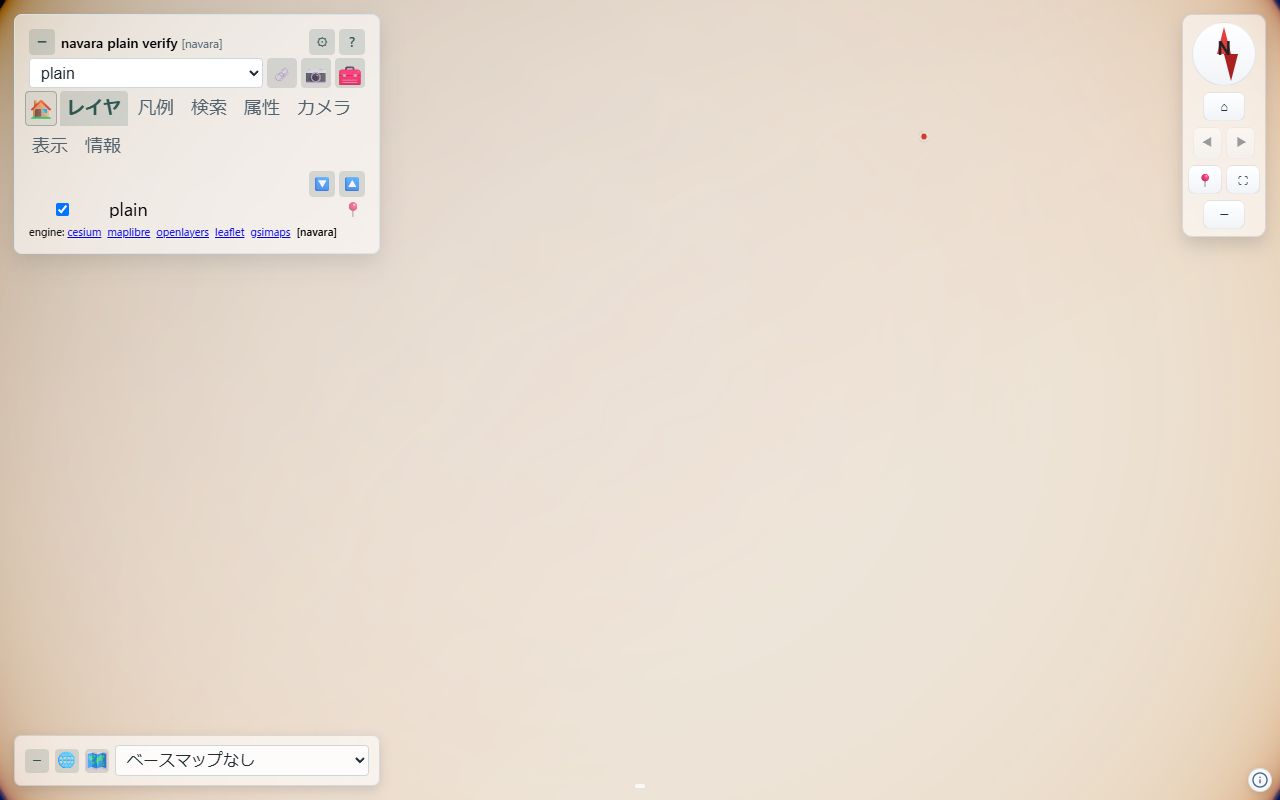 navara plain verify [navara]
?
plain
レイヤ 凡例 検索 属性 カメラ
表示 情報
plain
engine: cesium maplibre openlayers leaflet gsimaps [navara]
N
ベースマップなし